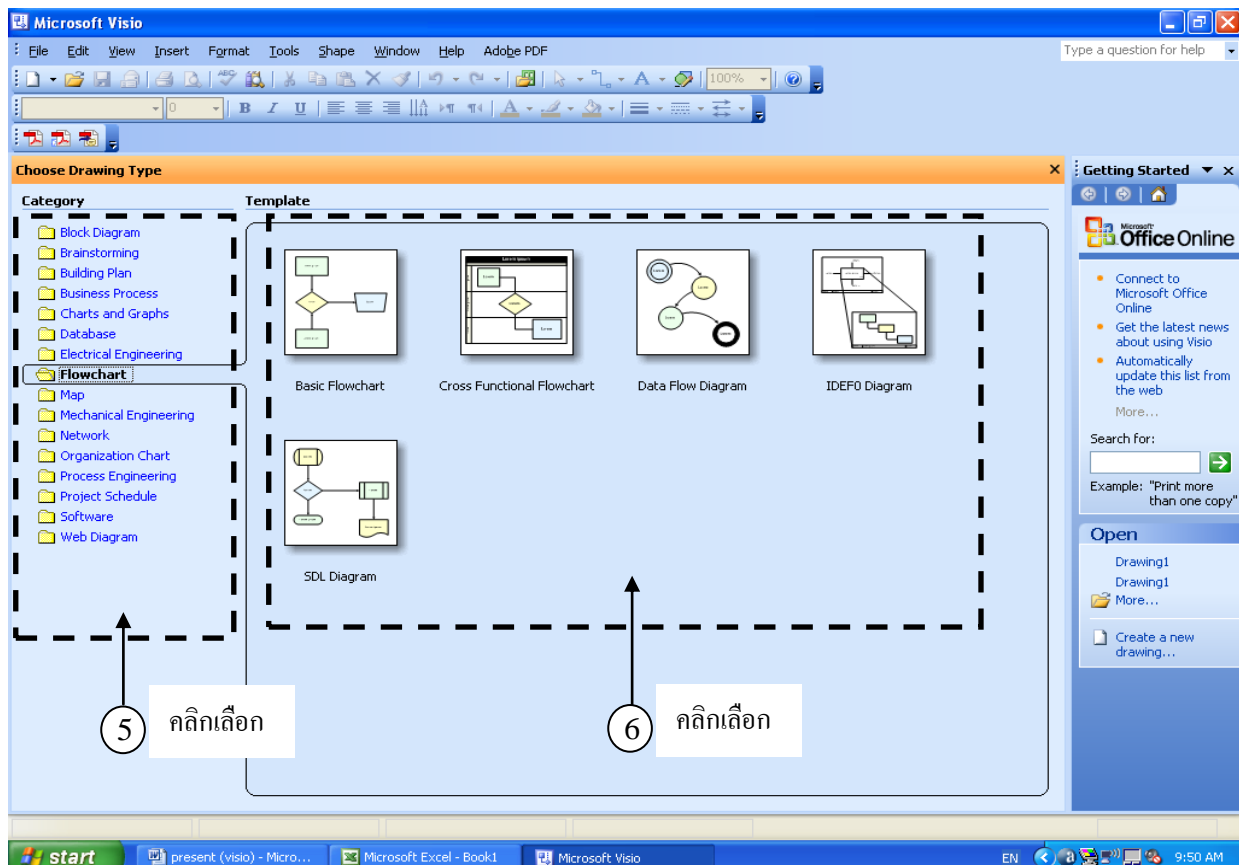 Microsoft Visio
File Edit View Insert Format Tools Shape Window Help Adobe PDF
Type a question for help
100%
0 B I U
Choose Drawing Type
Getting Started
Category
Template
Block Diagram
Brainstorming
Building Plan
Business Process
Charts and Graphs
Database
Electrical Engineering
Flowchart
Map
Mechanical Engineering
Network
Organization Chart
Process Engineering
Project Schedule
Software
Web Diagram
Basic Flowchart
Cross Functional Flowchart
Data Flow Diagram
IDEF0 Diagram
SDL Diagram
5 คลิกเลือก
6 คลิกเลือก
Microsoft
Office Online
Connect to
Microsoft Office
Online
Get the latest news
about using Visio
Automatically
update this list from
the web
More...
Search for:
Example: "Print more
than one copy"
Open
Drawing1
Drawing1
More...
Create a new
drawing...
start
present (visio) - Micro...
Microsoft Excel - Book1
Microsoft Visio
EN
9:50 AM